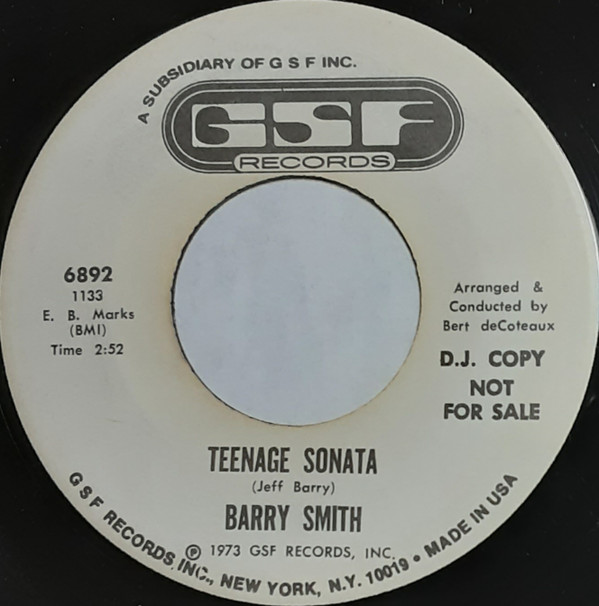 A SUBSIDIARY OF G S F INC.
GSF
RECORDS
6892
1133
E. B. Marks
(BMI)
Time 2:52
Arranged &
Conducted by
Bert deCoteaux
D.J. COPY
NOT
FOR SALE
TEENAGE SONATA
(Jeff Barry)
BARRY SMITH
℗ 1973 GSF RECORDS, INC.
G S F RECORDS, INC., NEW YORK, N.Y. 10019 • MADE IN USA